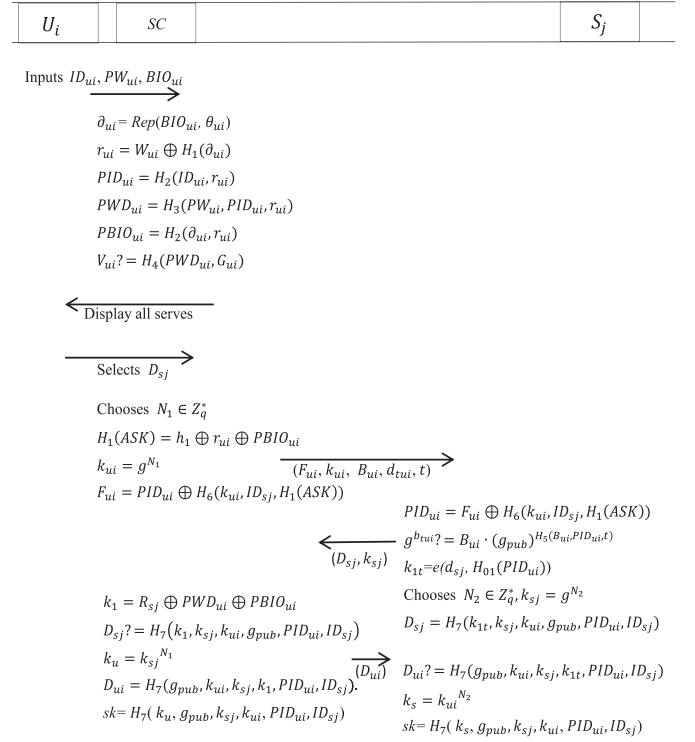 U_i SC S_j
Inputs ID_ui, PW_ui, BIO_ui
∂_ui = Rep(BIO_ui, θ_ui)
r_ui = W_ui ⊕ H_1(∂_ui)
PID_ui = H_2(ID_ui, r_ui)
PWD_ui = H_3(PW_ui, PID_ui, r_ui)
PBIO_ui = H_2(∂_ui, r_ui)
V_ui? = H_4(PWD_ui, G_ui)
Display all serves
Selects D_sj
Chooses N_1 ∈ Z_q^*
H_1(ASK) = h_1 ⊕ r_ui ⊕ PBIO_ui
k_ui = g^{N_1}
(F_ui, k_ui, B_ui, d_tui, t)
F_ui = PID_ui ⊕ H_6(k_ui, ID_sj, H_1(ASK))
PID_ui = F_ui ⊕ H_6(k_ui, ID_sj, H_1(ASK))
g^{b_tui}? = B_ui · (g_pub)^{H_5(B_ui, PID_ui, t)}
(D_sj, k_sj)
k_1t=e(d_sj, H_01(PID_ui))
Chooses N_2 ∈ Z_q^*, k_sj = g^{N_2}
k_1 = R_sj ⊕ PWD_ui ⊕ PBIO_ui
D_sj = H_7(k_1t, k_sj, k_ui, g_pub, PID_ui, ID_sj)
D_sj? = H_7(k_1, k_sj, k_ui, g_pub, PID_ui, ID_sj)
k_u = k_sj^{N_1}
(D_ui)
D_ui? = H_7(g_pub, k_ui, k_sj, k_1t, PID_ui, ID_sj)
D_ui = H_7(g_pub, k_ui, k_sj, k_1, PID_ui, ID_sj).
k_s = k_ui^{N_2}
sk= H_7( k_u, g_pub, k_sj, k_ui, PID_ui, ID_sj)
sk= H_7( k_s, g_pub, k_sj, k_ui, PID_ui, ID_sj)